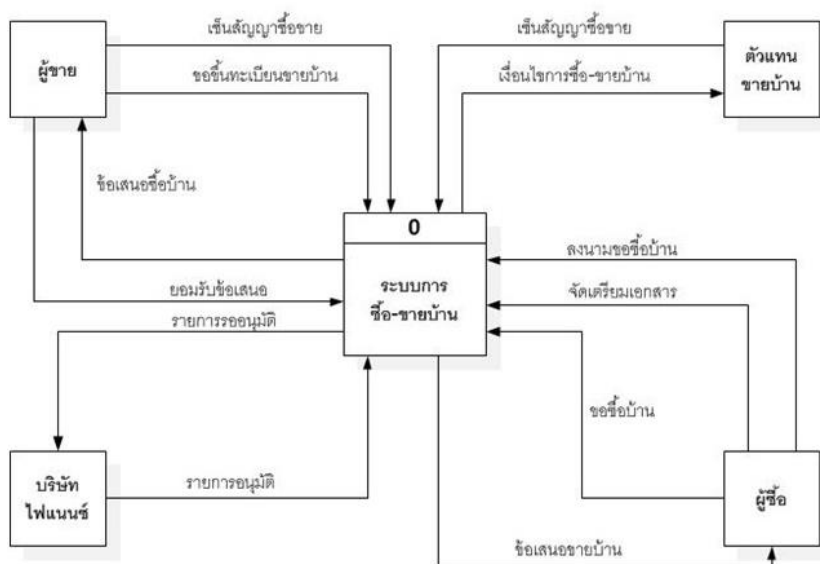 เซ็นสัญญาซื้อขาย
เซ็นสัญญาซื้อขาย
ผู้ขาย
ขอขึ้นทะเบียนขายบ้าน
เงื่อนไขการซื้อ-ขายบ้าน
ตัวแทน
ขายบ้าน
ข้อเสนอซื้อบ้าน
0
ลงนามขอซื้อบ้าน
ระบบการ
ซื้อ-ขายบ้าน
ยอมรับข้อเสนอ
จัดเตรียมเอกสาร
รายการรออนุมัติ
ขอซื้อบ้าน
บริษัท
ไฟแนนซ์
รายการอนุมัติ
ผู้ซื้อ
ข้อเสนอขายบ้าน